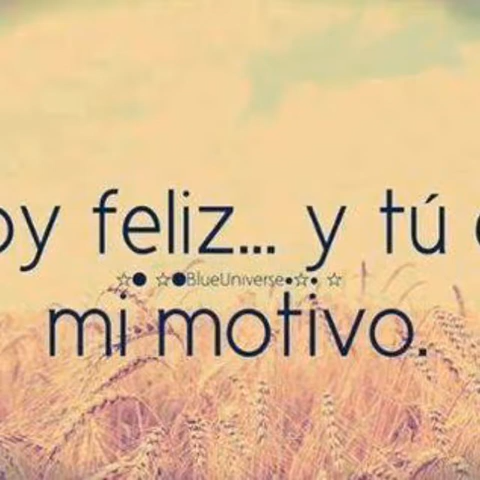 oy feliz... y tú
☆● ☆●BlueUniverse●☆● ☆
mi motivo.